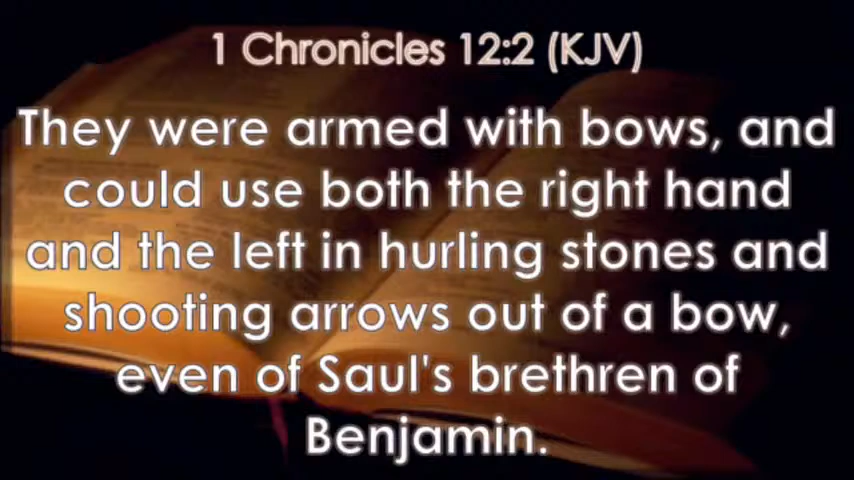 1 Chronicles 12:2 (KJV)
They were armed with bows, and
could use both the right hand
and the left in hurling stones and
shooting arrows out of a bow,
even of Saul's brethren of
Benjamin.